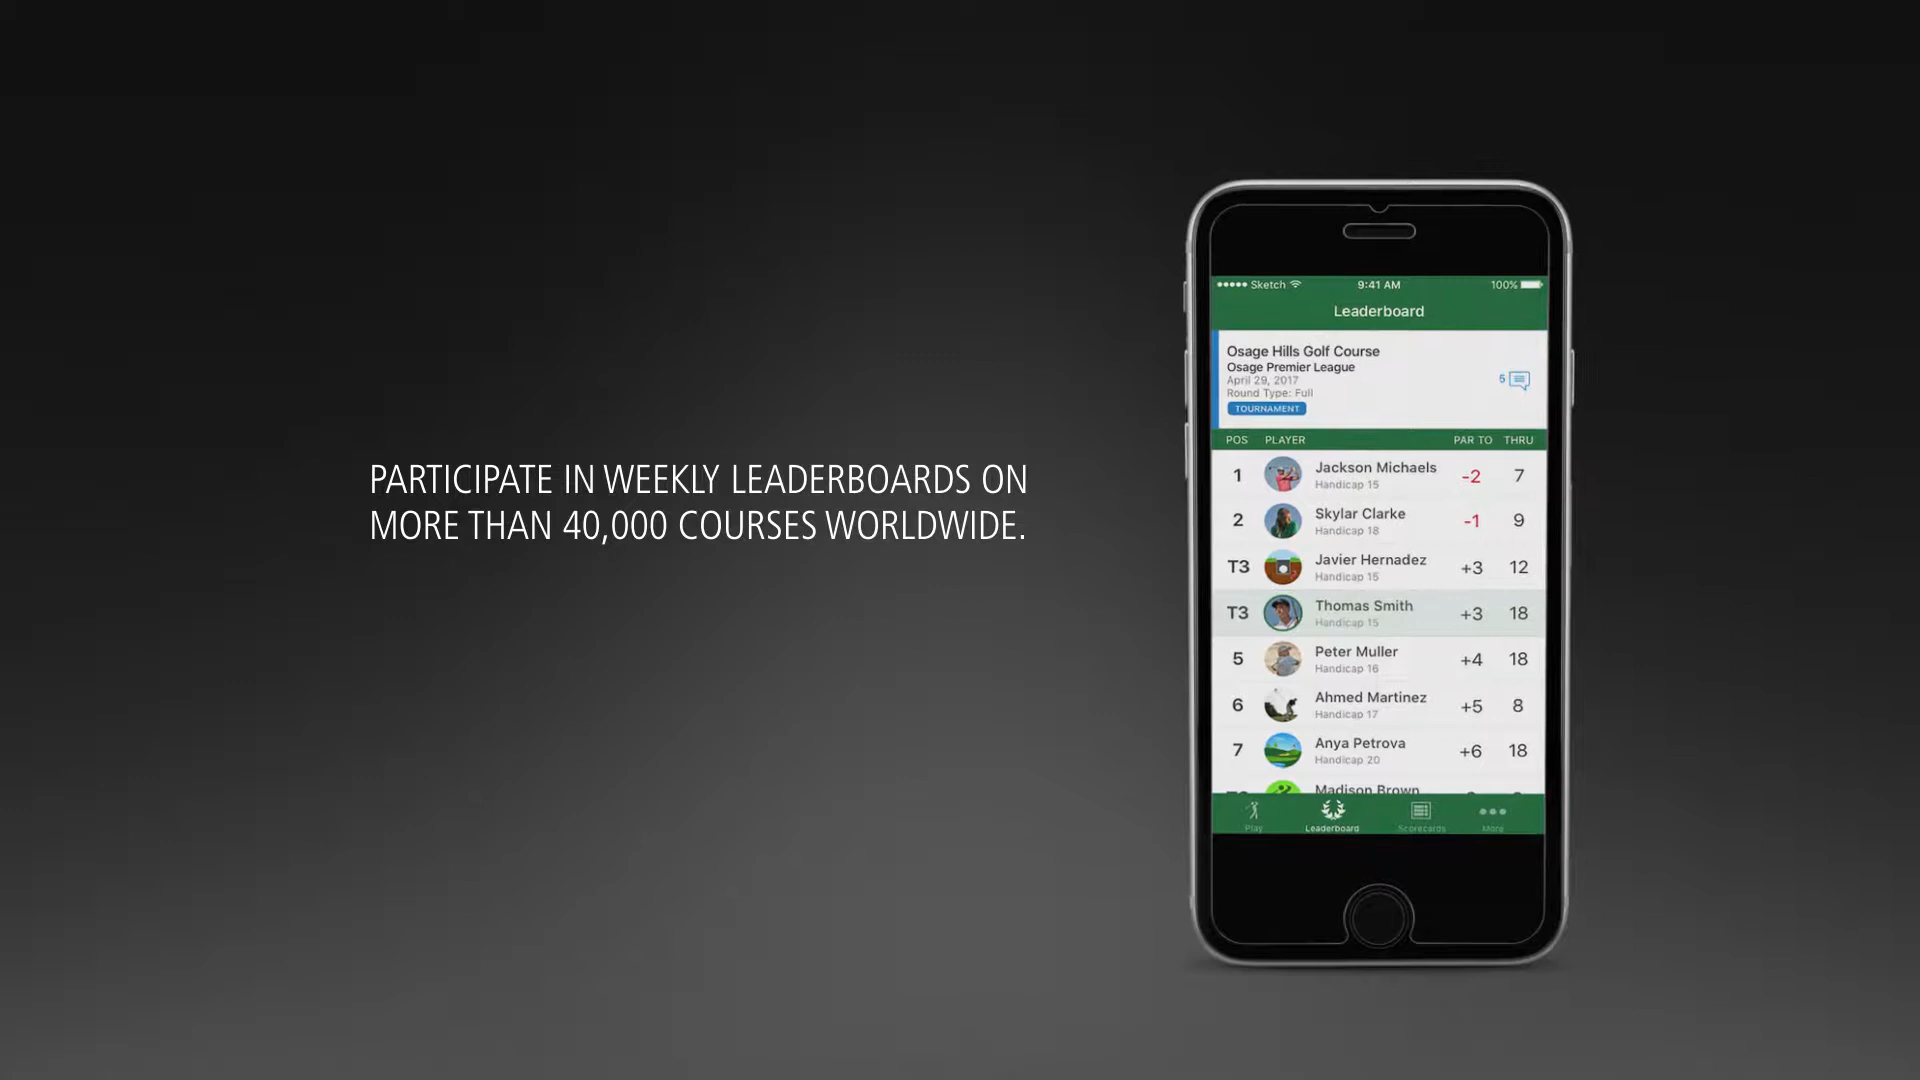 PARTICIPATE IN WEEKLY LEADERBOARDS ON
MORE THAN 40,000 COURSES WORLDWIDE.
Sketch 9:41 AM 100%
Leaderboard
Osage Hills Golf Course
Osage Premier League
April 29, 2017
Round Type: Full
TOURNAMENT
5
POS PLAYER PAR TO THRU
1 Jackson Michaels -2 7
Handicap 15
2 Skylar Clarke -1 9
Handicap 18
T3 Javier Hernadez +3 12
Handicap 15
T3 Thomas Smith +3 18
Handicap 15
5 Peter Muller +4 18
Handicap 16
6 Ahmed Martinez +5 8
Handicap 17
7 Anya Petrova +6 18
Handicap 20
Madison Brown
Play Leaderboard Scorecards More